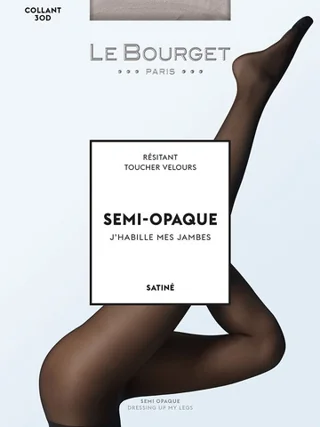 COLLANT
30D
LE BOURGET
PARIS
RÉSITANT
TOUCHER VELOURS
SEMI-OPAQUE
J'HABILLE MES JAMBES
SATINÉ
SEMI OPAQUE
DRESSING UP MY LEGS